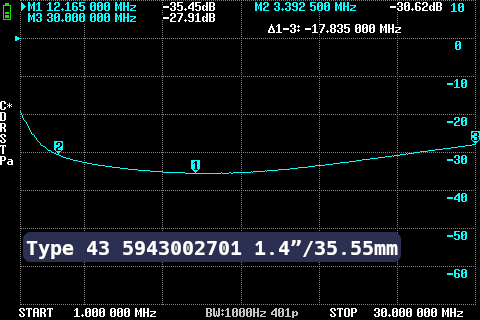 M1 12.165 000 MHz -35.45dB M2 3.392 500 MHz -30.62dB 10
M3 30.000 000 MHz -27.91dB
Δ1-3: -17.835 000 MHz
0
-10
C*
D
R
S
T
Pa
2
1
3
-20
-30
-40
-50
-60
Type 43 5943002701 1.4”/35.55mm
START 1.000 000 MHz BW:1000Hz 401p STOP 30.000 000 MHz